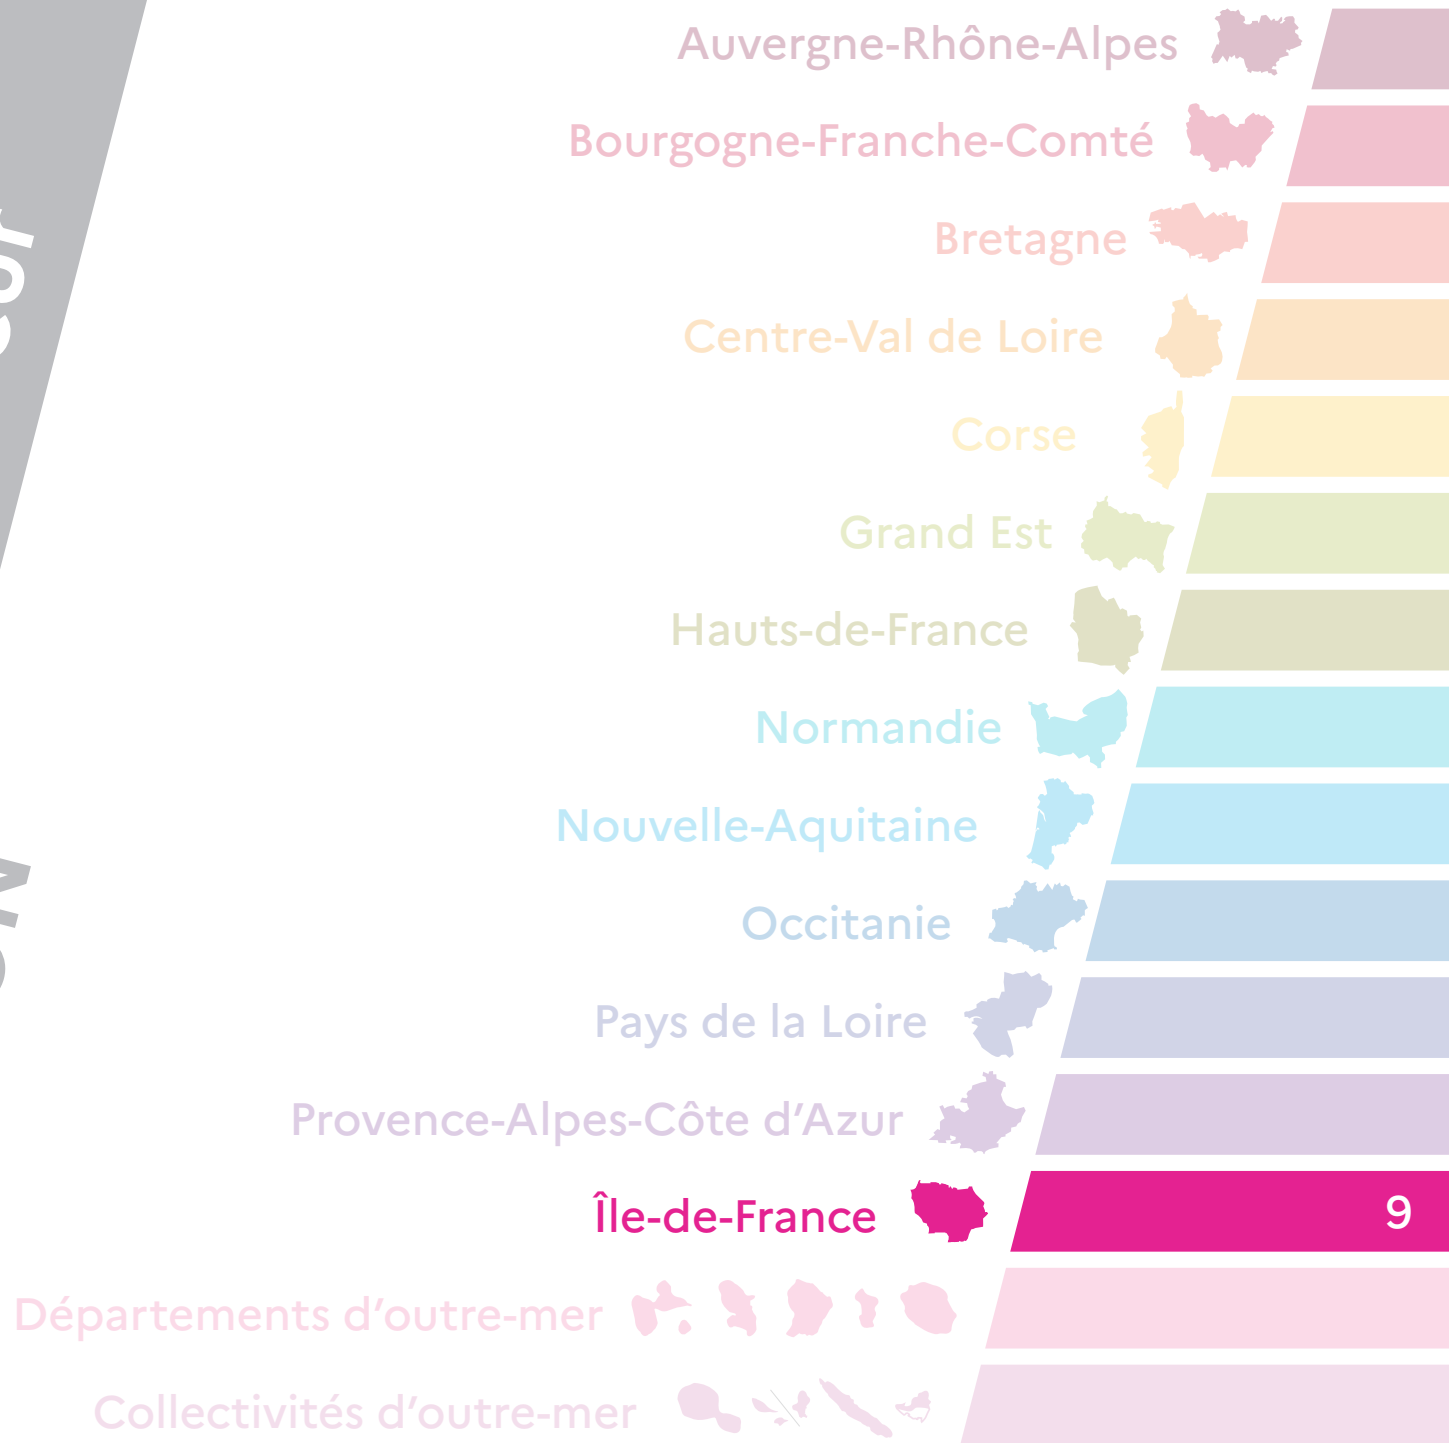 Auvergne-Rhône-Alpes
Bourgogne-Franche-Comté
Bretagne
Centre-Val de Loire
Corse
Grand Est
Hauts-de-France
Normandie
Nouvelle-Aquitaine
Occitanie
Pays de la Loire
Provence-Alpes-Côte d’Azur
Île-de-France 9
Départements d’outre-mer
Collectivités d’outre-mer